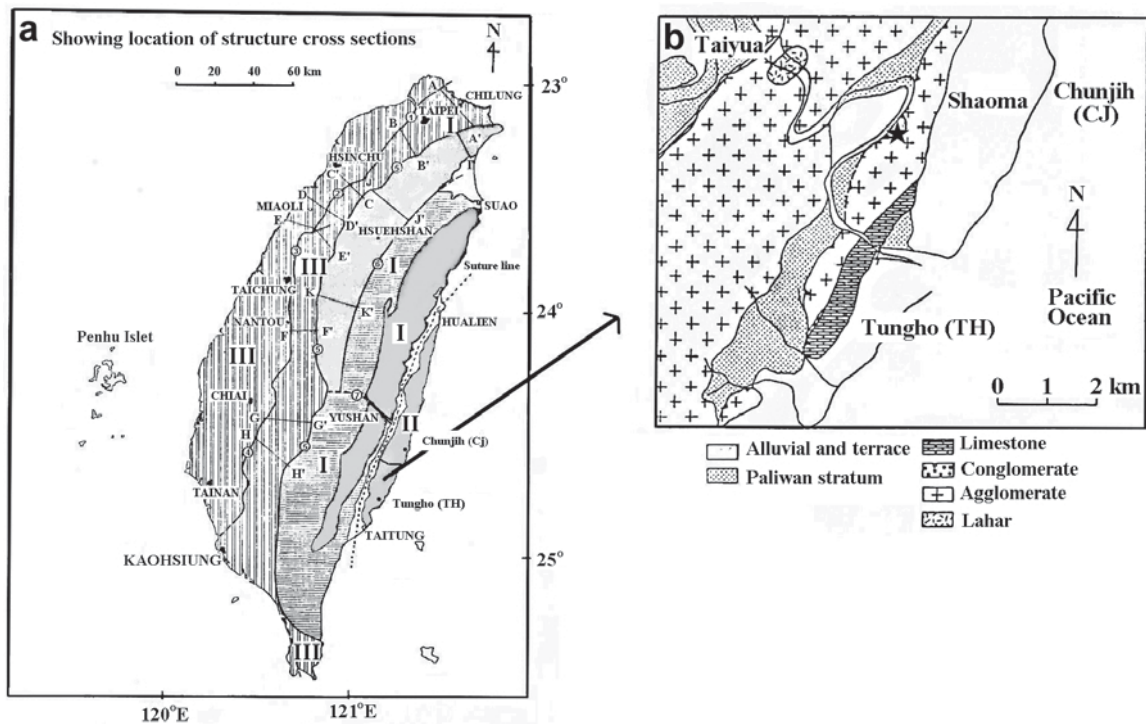 a
Showing location of structure cross sections
N
0 20 40 60 km
23°
24°
25°
120°E
121°E
A
CHILUNG
TAIPEI
B
I
A'
HSINCHU
B'
C'
C
D
MIAOLI
E
D'
J'
SUAO
HSUEHSHAN
E'
I
Suture line
III
TAICHUNG
K
K'
NANTOU
F
F'
I
HUALIEN
Penhu Islet
III
CHIAI
YUSHAN
II
G
G'
Chunjih (Cj)
H
I
H'
TAINAN
Tungho (TH)
TAITUNG
KAOHSIUNG
III
b
Taiyua
Shaoma
Chunjih
(CJ)
N
Pacific
Ocean
Tungho (TH)
0 1 2 km
Alluvial and terrace
Paliwan stratum
Limestone
Conglomerate
Agglomerate
Lahar